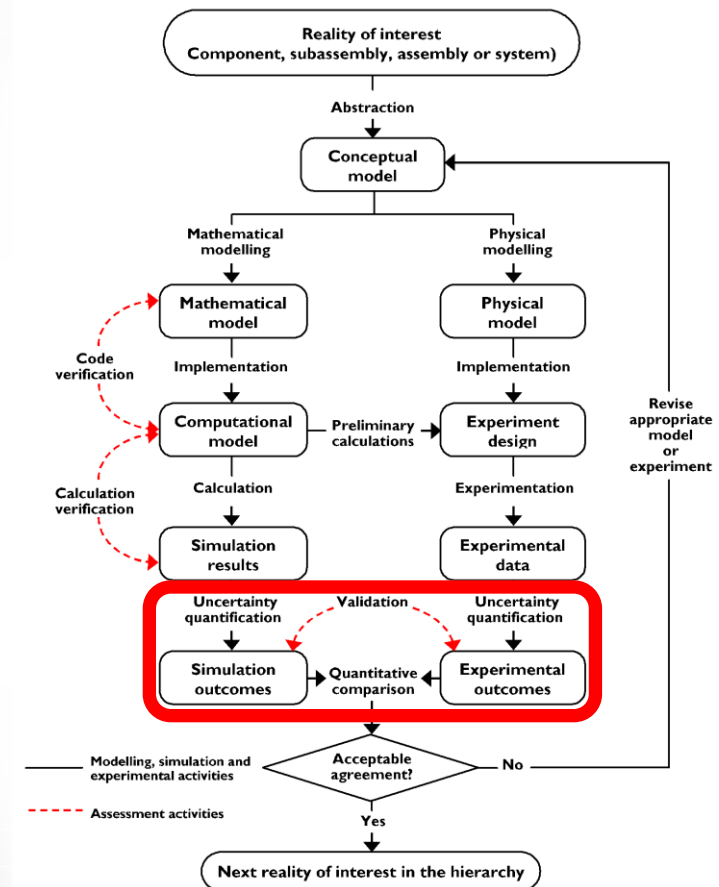 Reality of interest
Component, subassembly, assembly or system)
Abstraction
Conceptual
model
Mathematical
modelling
Physical
modelling
Mathematical
model
Physical
model
Code
verification
Implementation
Implementation
Computational
model
Preliminary
calculations
Experiment
design
Revise
appropriate
model
or
experiment
Calculation
verification
Calculation
Experimentation
Simulation
results
Experimental
data
Uncertainty
quantification
Validation
Uncertainty
quantification
Simulation
outcomes
Quantitative
comparison
Experimental
outcomes
Modelling, simulation and
experimental activities
Acceptable
agreement?
No
Assessment activities
Yes
Next reality of interest in the hierarchy